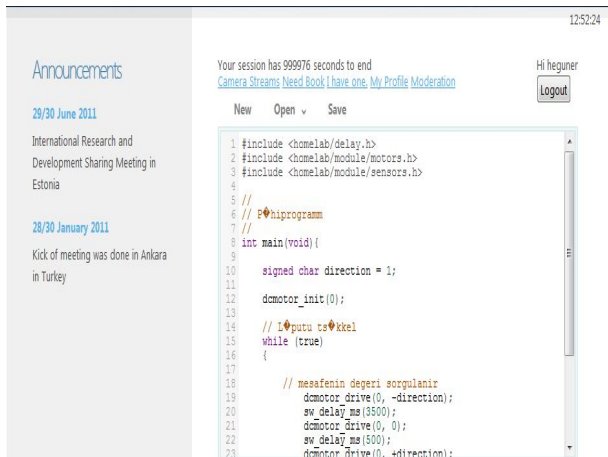 12:52:24
Announcements
29/30 June 2011
International Research and
Development Sharing Meeting in
Estonia
28/30 January 2011
Kick of meeting was done in Ankara
in Turkey
Your session has 999976 seconds to end
Camera Streams Need Book I have one. My Profile Moderation
Hi heguner
Logout
New Open Save
1 #include <homelab/delay.h>
2 #include <homelab/module/motors.h>
3 #include <homelab/module/sensors.h>
4
5 //
6 // P�hiprogramm
7 //
8 int main(void){
9
10 signed char direction = 1;
11
12 dcmotor_init(0);
13
14 // L�putu ts�kkel
15 while (true)
16 {
17
18 // mesafenin degeri sorgulanir
19 dcmotor_drive(0, -direction);
20 sw_delay_ms(3500);
21 dcmotor_drive(0, 0);
22 sw_delay_ms(500);
23 dcmotor_drive(0, +direction);